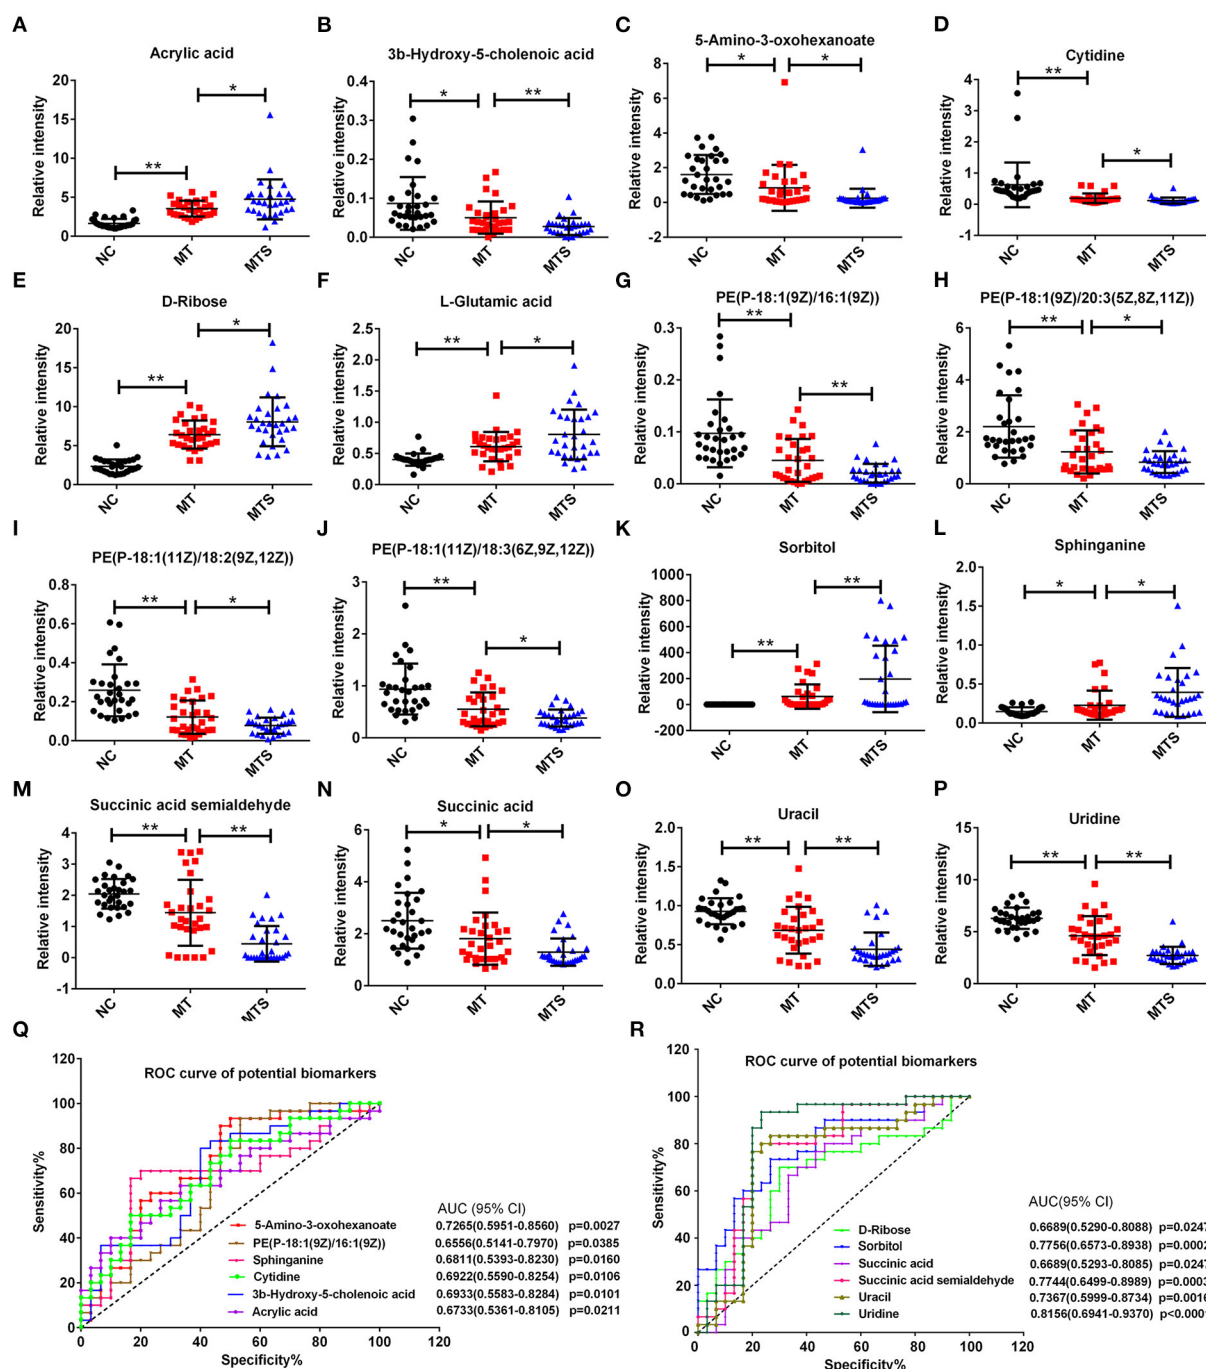 A
Acrylic acid
Relative intensity
20
15
10
5
0
**
*
NC
MT
MTS
B
3b-Hydroxy-5-cholenoic acid
Relative intensity
0.4
0.3
0.2
0.1
0.0
*
**
NC
MT
MTS
C
5-Amino-3-oxohexanoate
Relative intensity
8
6
4
2
0
-2
*
*
NC
MT
MTS
D
Cytidine
Relative intensity
4
3
2
1
0
-1
**
*
NC
MT
MTS
E
D-Ribose
Relative intensity
20
15
10
5
0
**
*
NC
MT
MTS
F
L-Glutamic acid
Relative intensity
2.0
1.5
1.0
0.5
0.0
**
*
NC
MT
MTS
G
PE(P-18:1(9Z)/16:1(9Z))
Relative intensity
0.3
0.2
0.1
0.0
**
**
NC
MT
MTS
H
PE(P-18:1(9Z)/20:3(5Z,8Z,11Z))
Relative intensity
6
4
2
0
**
*
NC
MT
MTS
I
PE(P-18:1(11Z)/18:2(9Z,12Z))
Relative intensity
0.8
0.6
0.4
0.2
0.0
**
*
NC
MT
MTS
J
PE(P-18:1(11Z)/18:3(6Z,9Z,12Z))
Relative intensity
3
2
1
0
**
*
NC
MT
MTS
K
Sorbitol
Relative intensity
1000
800
600
400
200
0
-200
**
**
NC
MT
MTS
L
Sphinganine
Relative intensity
2.0
1.5
1.0
0.5
0.0
*
*
NC
MT
MTS
M
Succinic acid semialdehyde
Relative intensity
4
3
2
1
0
-1
**
**
NC
MT
MTS
N
Succinic acid
Relative intensity
6
4
2
0
*
*
NC
MT
MTS
O
Uracil
Relative intensity
2.0
1.5
1.0
0.5
0.0
**
**
NC
MT
MTS
P
Uridine
Relative intensity
15
10
5
0
**
**
NC
MT
MTS
Q
ROC curve of potential biomarkers
Sensitivity%
120
100
80
60
40
20
0
AUC (95% CI)
5-Amino-3-oxohexanoate 0.7265(0.5951-0.8560) p=0.0027
PE(P-18:1(9Z)/16:1(9Z)) 0.6556(0.5141-0.7970) p=0.0385
Sphinganine 0.6811(0.5393-0.8230) p=0.0160
Cytidine 0.6922(0.5590-0.8254) p=0.0106
3b-Hydroxy-5-cholenoic acid 0.6933(0.5583-0.8284) p=0.0101
Acrylic acid 0.6733(0.5361-0.8105) p=0.0211
0 20 40 60 80 100 120
Specificity%
R
ROC curve of potential biomarkers
Sensitivity%
120
100
80
60
40
20
0
AUC(95% CI)
D-Ribose 0.6689(0.5290-0.8088) p=0.0247
Sorbitol 0.7756(0.6573-0.8938) p=0.0002
Succinic acid 0.6689(0.5293-0.8085) p=0.0247
Succinic acid semialdehyde 0.7744(0.6499-0.8989) p=0.0003
Uracil 0.7367(0.5999-0.8734) p=0.0016
Uridine 0.8156(0.6941-0.9370) p<0.0001
0 20 40 60 80 100 120
Specificity%